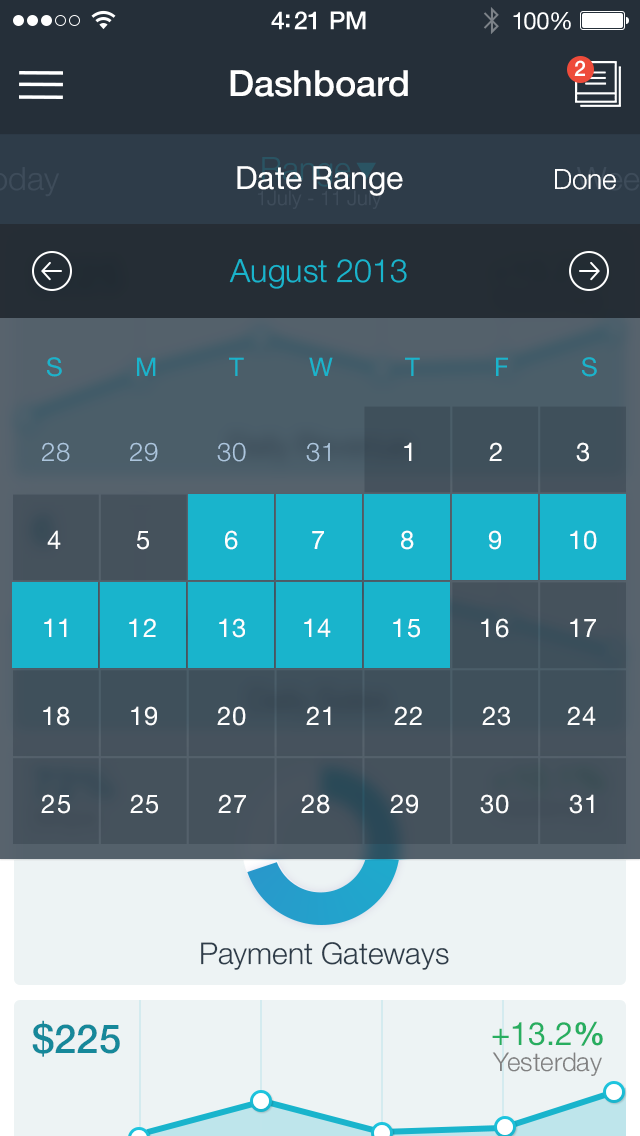 4:21 PM 100%
Dashboard 2
oday Range Wee
Date Range Done
1July - 11 July
August 2013
S M T W T F S
28 29 30 31 1 2 3
4 5 6 7 8 9 10
11 12 13 14 15 16 17
18 19 20 21 22 23 24
25 25 27 28 29 30 31
Payment Gateways
$225 +13.2%
Yesterday